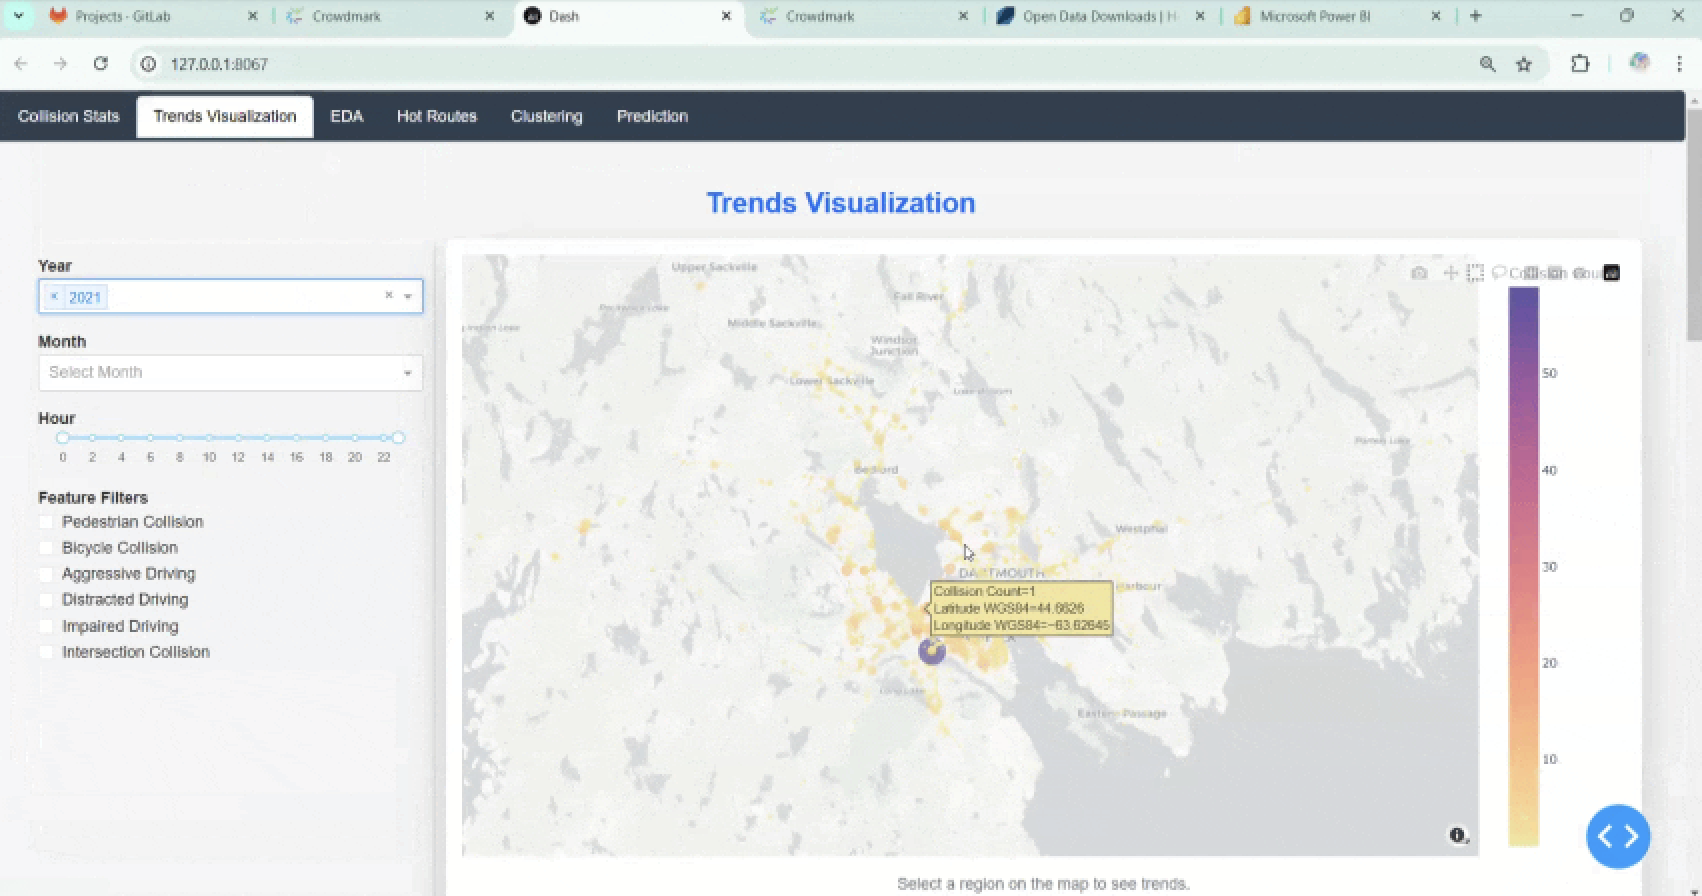 Projects · GitLab
Crowdmark
Dash
Crowdmark
Open Data Downloads | H
Microsoft Power BI
127.0.0.1:8067
Collision Stats
Trends Visualization
EDA
Hot Routes
Clustering
Prediction
Trends Visualization
Year
× 2021
Month
Select Month
Hour
0 2 4 6 8 10 12 14 16 18 20 22
Feature Filters
Pedestrian Collision
Bicycle Collision
Aggressive Driving
Distracted Driving
Impaired Driving
Intersection Collision
Upper Sackville
Fall River
Middle Sackville
Windsor
Junction
Lower Sackville
Bedford
Westphal
DARTMOUTH
Collision Count=1
Latitude WGS84=44.6626
Longitude WGS84=−63.62645
Long Lake
Eastern Passage
Collision
50
40
30
20
10
Select a region on the map to see trends.